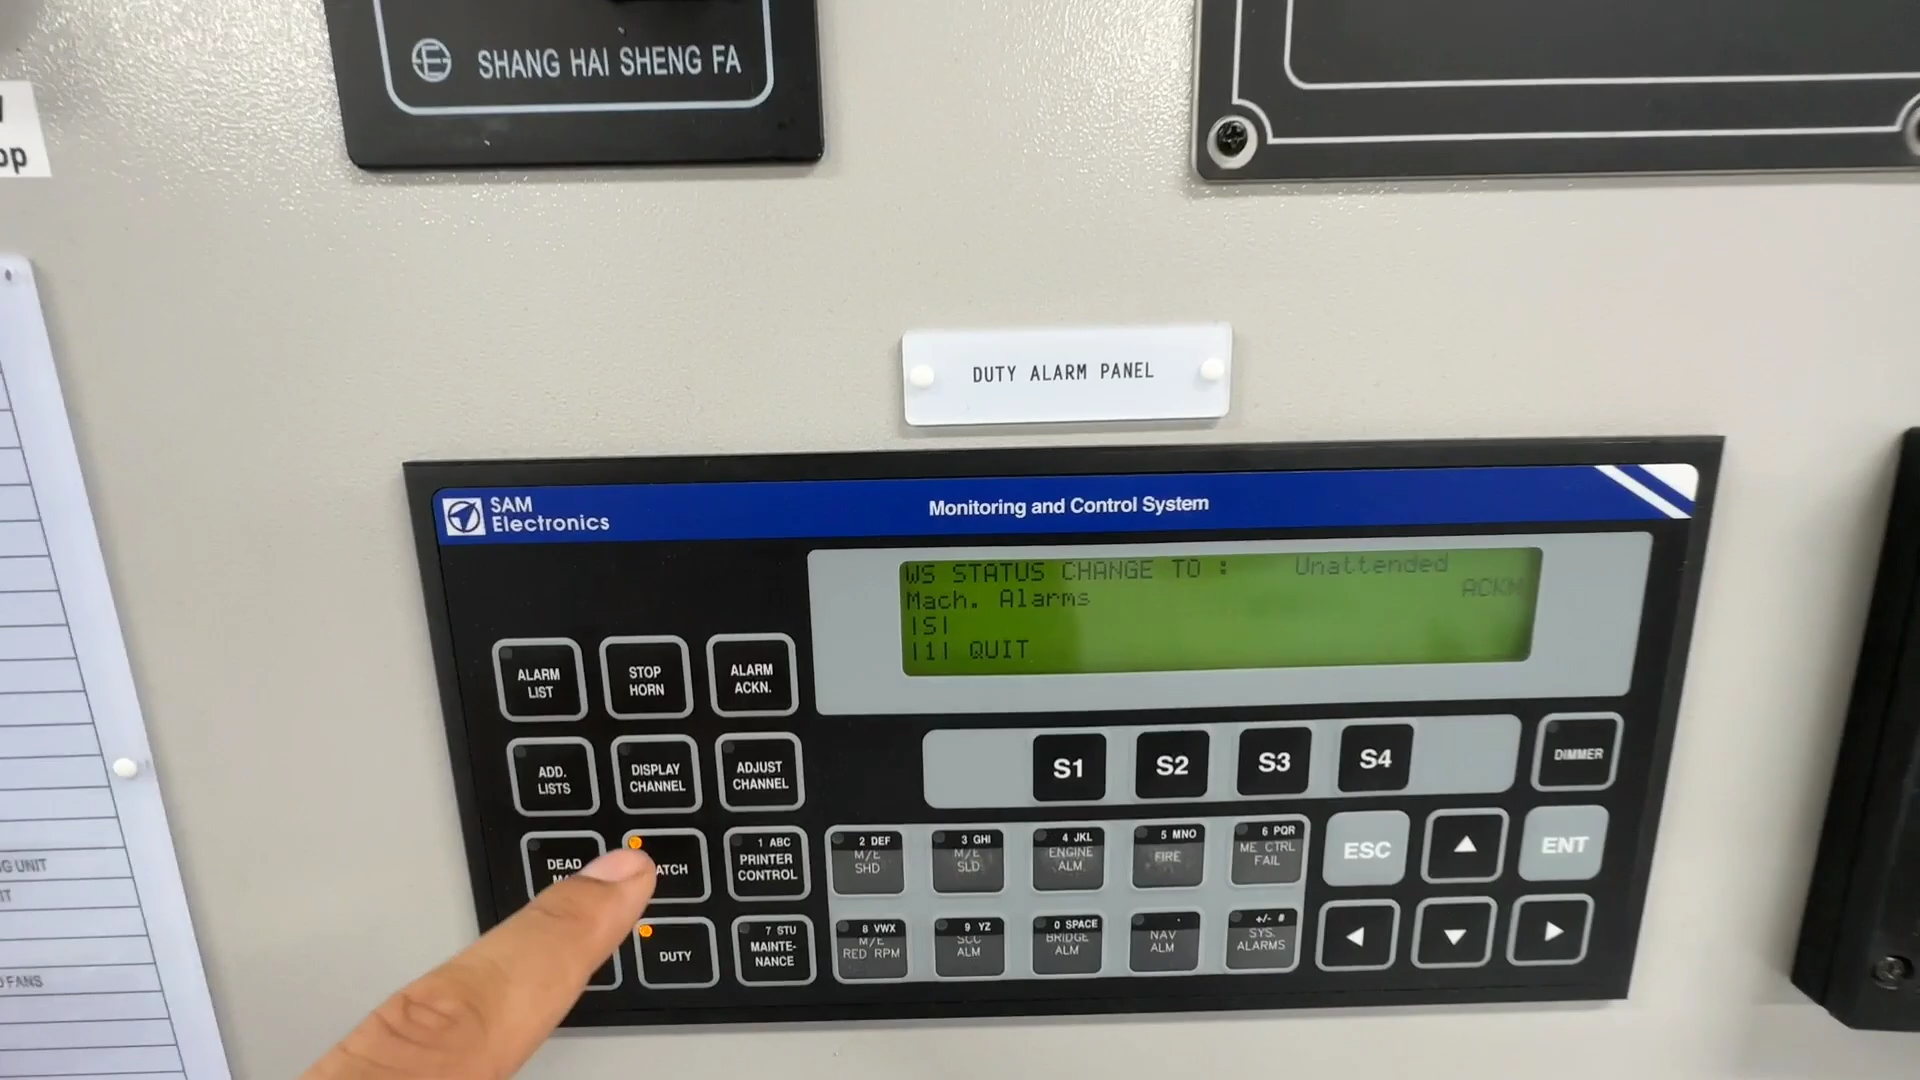 SHANG HAI SHENG FA
op
DUTY ALARM PANEL
SAM
Electronics
Monitoring and Control System
WS STATUS CHANGE TO : Unattended
Mach. Alarms ACKN
|S|
|1| QUIT
ALARM
LIST
STOP
HORN
ALARM
ACKN.
ADD.
LISTS
DISPLAY
CHANNEL
ADJUST
CHANNEL
S1
S2
S3
S4
DIMMER
DEAD
ATCH
1 ABC
PRINTER
CONTROL
2 DEF
M/E
SHD
3 GHI
M/E
SLD
4 JKL
ENGINE
ALM
5 MNO
FIRE
6 PQR
ME CTRL
FAIL
ESC
ENT
DUTY
7 STU
MAINTE-
NANCE
8 VWX
M/E
RED RPM
9 YZ
SCC
ALM
0 SPACE
BRIDGE
ALM
.
NAV
ALM
+/- #
SYS.
ALARMS
G UNIT
IT
FANS